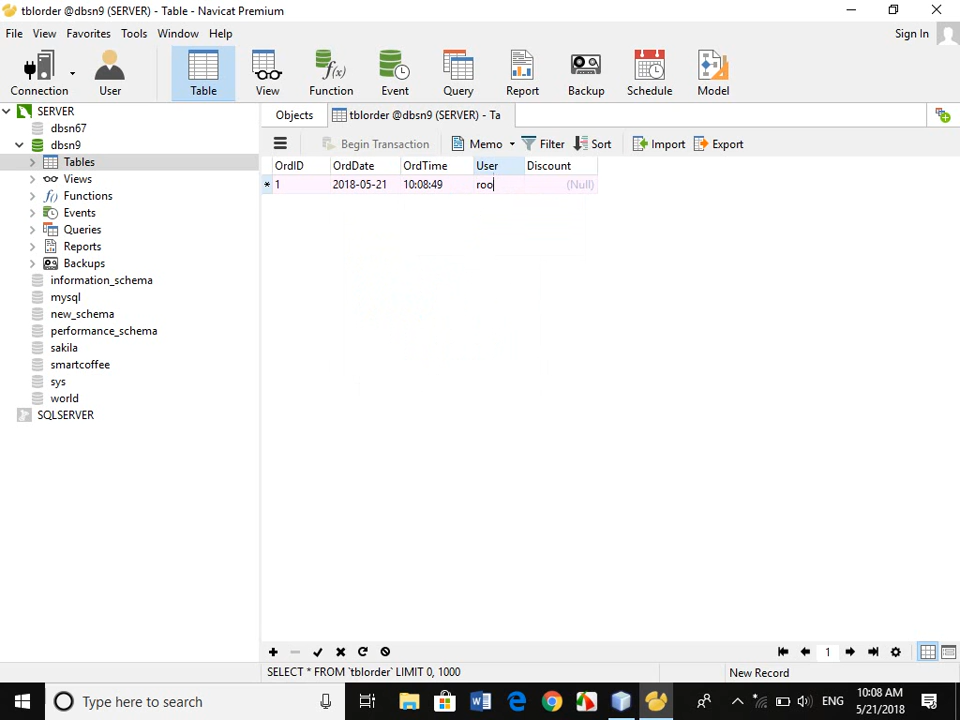 tblorder @dbsn9 (SERVER) - Table - Navicat Premium
File View Favorites Tools Window Help Sign In
Connection User Table View Function Event Query Report Backup Schedule Model
SERVER
dbsn67
dbsn9
Tables
Views
Functions
Events
Queries
Reports
Backups
information_schema
mysql
new_schema
performance_schema
sakila
smartcoffee
sys
world
SQLSERVER
Objects tblorder @dbsn9 (SERVER) - Ta
Begin Transaction Memo Filter Sort Import Export
OrdID OrdDate OrdTime User Discount
* 1 2018-05-21 10:08:49 roo (Null)
1
SELECT * FROM `tblorder` LIMIT 0, 1000 New Record
Type here to search
ENG
10:08 AM
5/21/2018